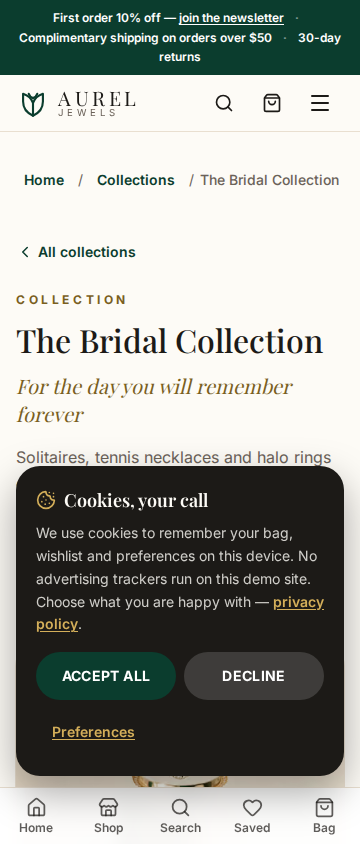 First order 10% off — join the newsletter ·
Complimentary shipping on orders over $50 · 30-day
returns
AUREL
JEWELS
Home / Collections / The Bridal Collection
All collections
COLLECTION
The Bridal Collection
For the day you will remember
forever
Solitaires, tennis necklaces and halo rings
Cookies, your call
We use cookies to remember your bag,
wishlist and preferences on this device. No
advertising trackers run on this demo site.
Choose what you are happy with — privacy
policy.
ACCEPT ALL DECLINE
Preferences
Home Shop Search Saved Bag